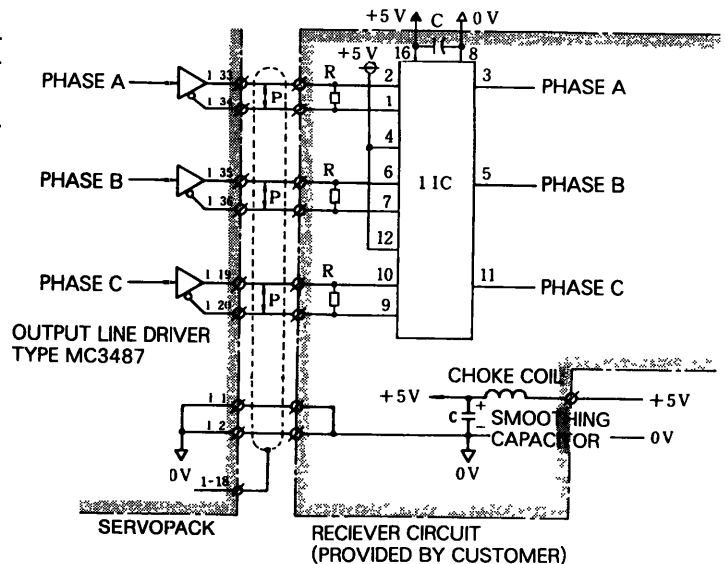 +5V C 0V
+5V 16 8
PHASE A 1 33 R 2 3 PHASE A
1 34 P 1
4
PHASE B 1 35 R 6 1 IC 5 PHASE B
1 36 P 7
12
PHASE C 1 19 R 10 11 PHASE C
1 20 P 9
OUTPUT LINE DRIVER
TYPE MC3487
CHOKE COIL
1 1 +5V +5V
C + SMOOTHING
1 2 - CAPACITOR 0V
0V 0V
1-18
SERVOPACK RECIEVER CIRCUIT
(PROVIDED BY CUSTOMER)